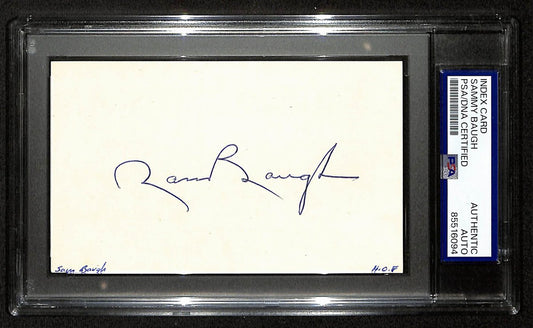 Sam Baugh
Sam Baugh
H.O.F
INDEX CARD
SAMMY BAUGH
PSA/DNA CERTIFIED
PSA
AUTHENTIC
AUTO
85516094